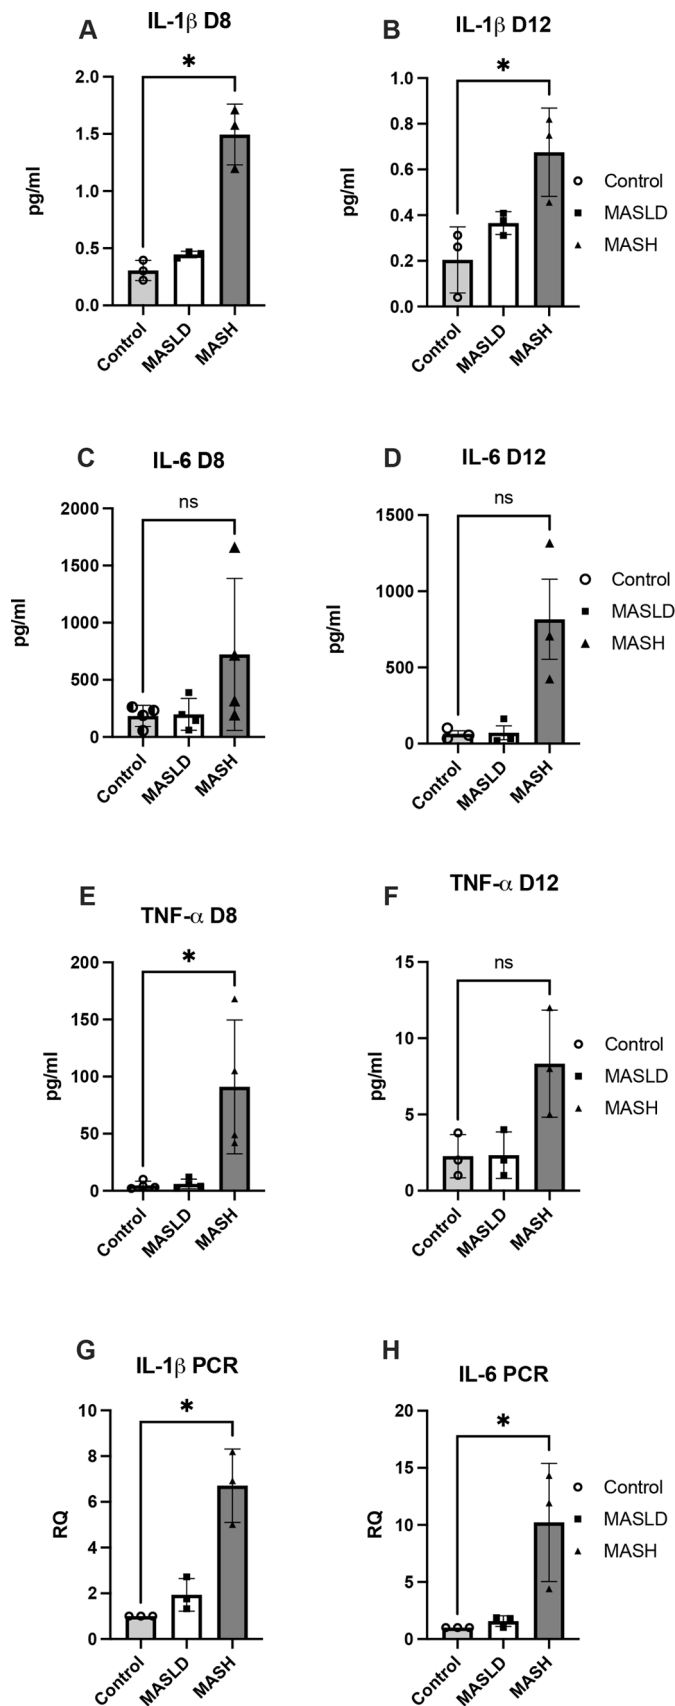 A
IL-1β D8
*
2.0
1.5
1.0
0.5
0.0
pg/ml
Control
MASLD
MASH
B
IL-1β D12
*
1.0
0.8
0.6
0.4
0.2
0.0
pg/ml
Control
MASLD
MASH
Control
MASLD
MASH
C
IL-6 D8
ns
2000
1500
1000
500
0
pg/ml
Control
MASLD
MASH
D
IL-6 D12
ns
1500
1000
500
0
pg/ml
Control
MASLD
MASH
Control
MASLD
MASH
E
TNF-α D8
*
200
150
100
50
0
pg/ml
Control
MASLD
MASH
F
TNF-α D12
ns
15
10
5
0
pg/ml
Control
MASLD
MASH
Control
MASLD
MASH
G
IL-1β PCR
*
10
8
6
4
2
0
RQ
Control
MASLD
MASH
H
IL-6 PCR
*
20
15
10
5
0
RQ
Control
MASLD
MASH
Control
MASLD
MASH